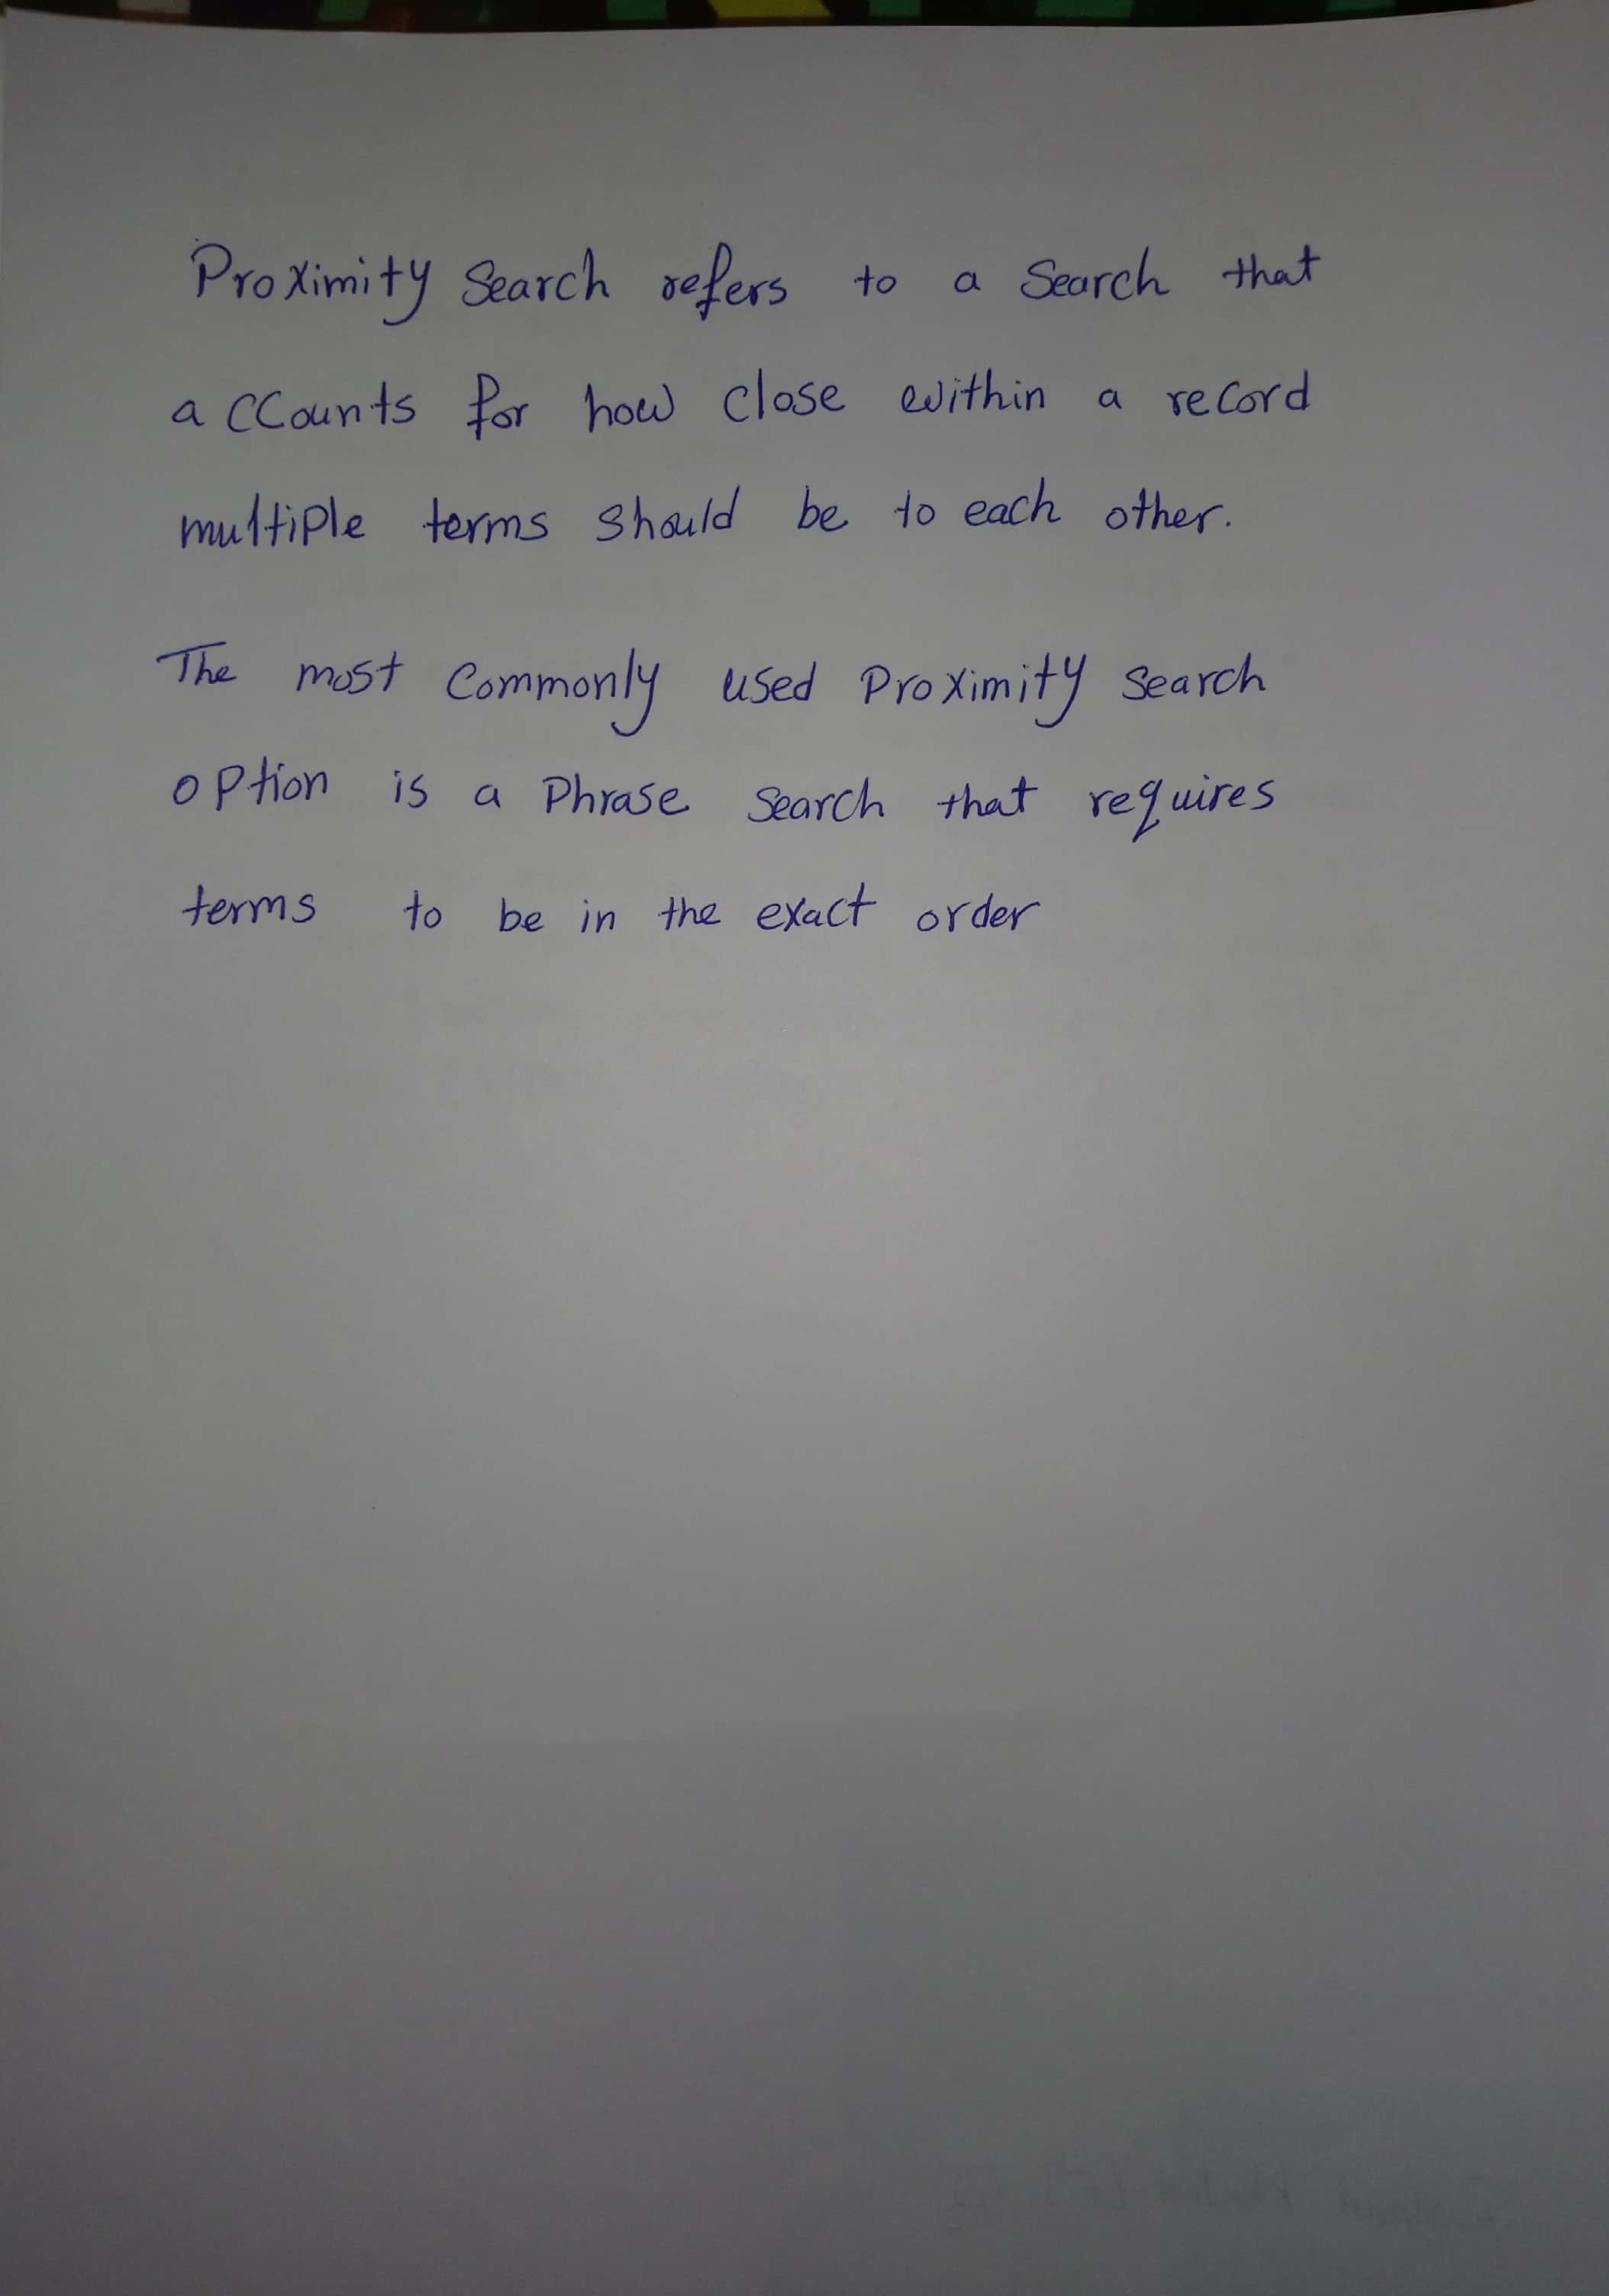 Proximity Search refers to a Search that
accounts for how close within a record
multiple terms should be to each other.
The most commonly used Proximity search
option is a Phrase search that requires
terms to be in the exact order